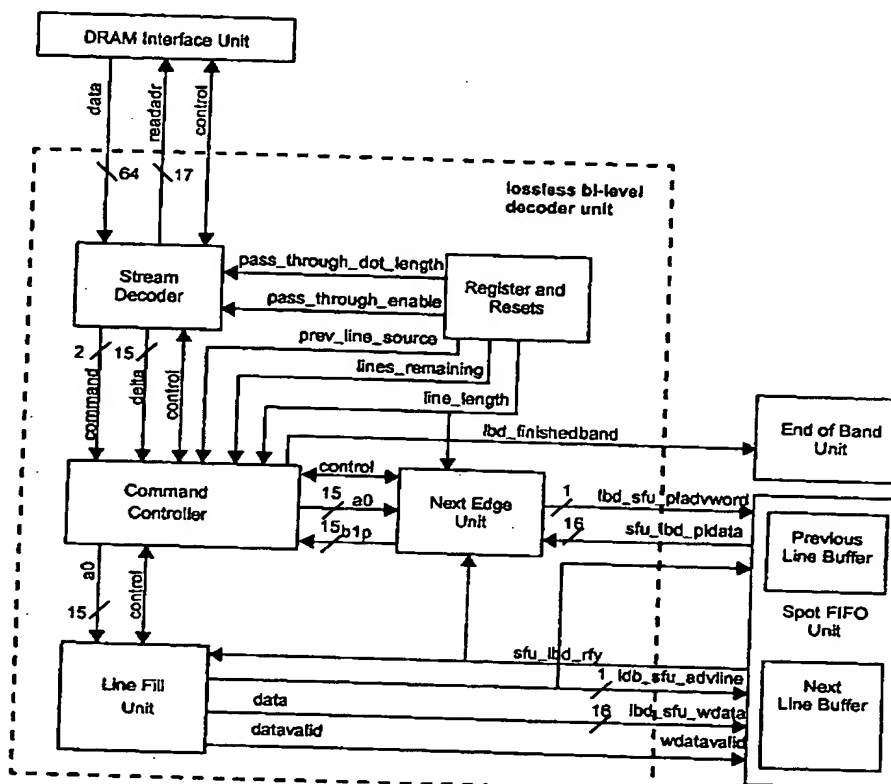 DRAM Interface Unit
data
readadr
control
64
17
lossless bi-level
decoder unit
Stream
Decoder
pass_through_dot_length
pass_through_enable
Register and
Resets
prev_line_source
lines_remaining
line_length
2
15
command
delta
control
lbd_finishedband
End of Band
Unit
Command
Controller
control
15
a0
15
b1p
Next Edge
Unit
1
lbd_sfu_pladvword
16
sfu_lbd_pldata
Previous
Line Buffer
Spot FIFO
Unit
a0
15
control
sfu_lbd_rfy
Line Fill
Unit
1
ldb_sfu_advline
data
16
lbd_sfu_wdata
datavalid
wdatavalid
Next
Line Buffer